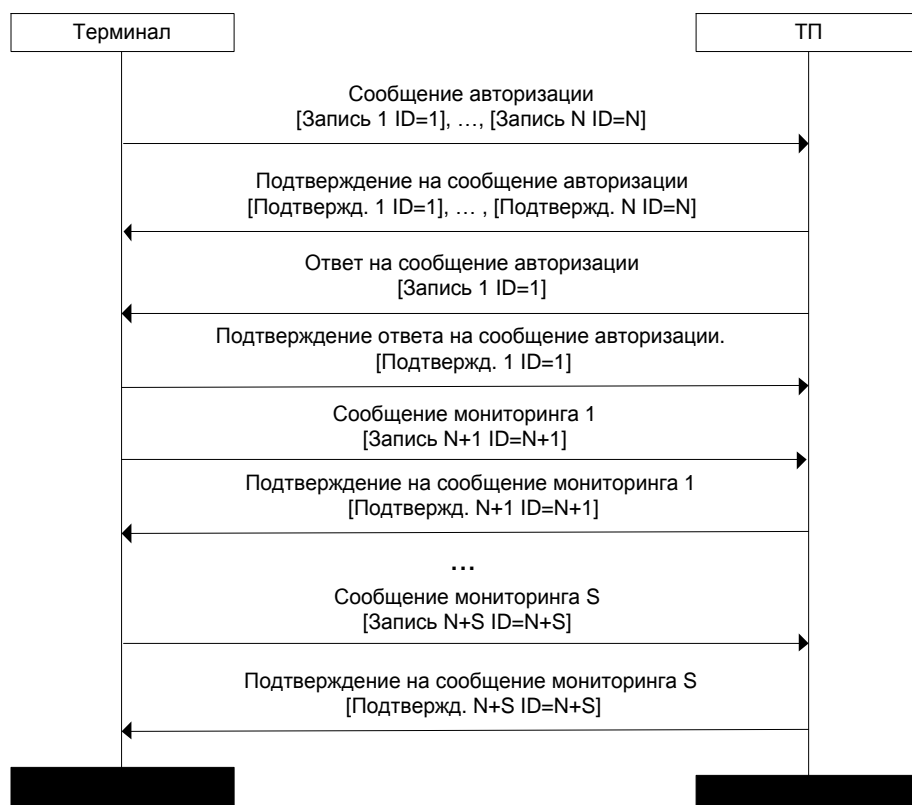 Терминал
ТП
Сообщение авторизации
[Запись 1 ID=1], …, [Запись N ID=N]
Подтверждение на сообщение авторизации
[Подтвержд. 1 ID=1], … , [Подтвержд. N ID=N]
Ответ на сообщение авторизации
[Запись 1 ID=1]
Подтверждение ответа на сообщение авторизации.
[Подтвержд. 1 ID=1]
Сообщение мониторинга 1
[Запись N+1 ID=N+1]
Подтверждение на сообщение мониторинга 1
[Подтвержд. N+1 ID=N+1]
...
Сообщение мониторинга S
[Запись N+S ID=N+S]
Подтверждение на сообщение мониторинга S
[Подтвержд. N+S ID=N+S]